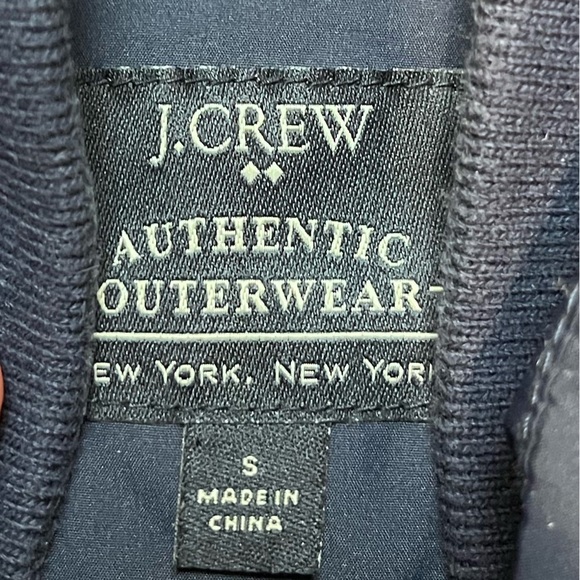 J.CREW
AUTHENTIC
OUTERWEAR
EW YORK, NEW YOR
S
MADE IN
CHINA